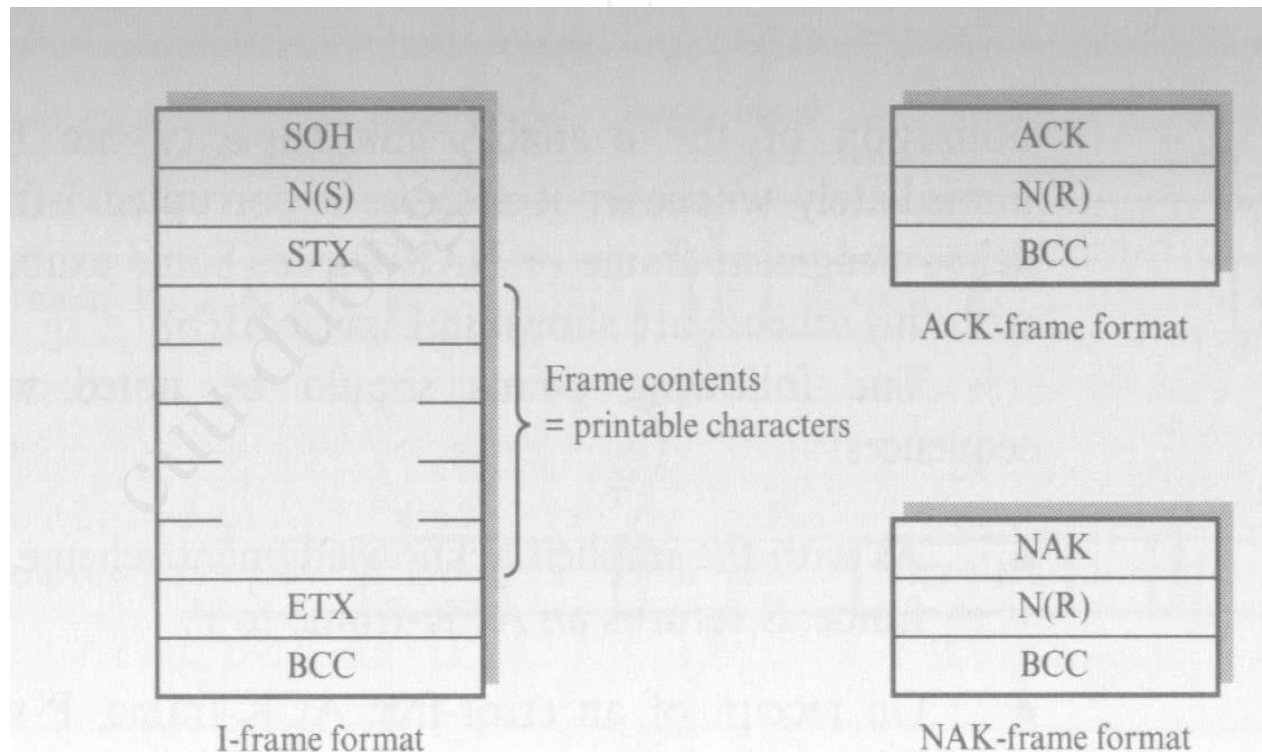 SOH
N(S)
STX
Frame contents
= printable characters
ETX
BCC
I-frame format
ACK
N(R)
BCC
ACK-frame format
NAK
N(R)
BCC
NAK-frame format